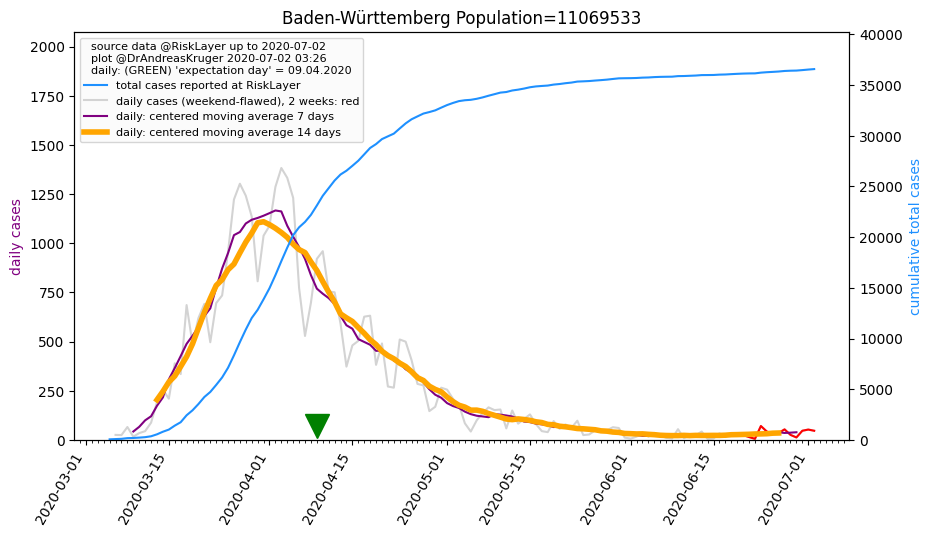 Baden-Württemberg Population=11069533
source data @RiskLayer up to 2020-07-02
plot @DrAndreasKruger 2020-07-02 03:26
daily: (GREEN) 'expectation day' = 09.04.2020
total cases reported at RiskLayer
daily cases (weekend-flawed), 2 weeks: red
daily: centered moving average 7 days
daily: centered moving average 14 days
daily cases
2000
1750
1500
1250
1000
750
500
250
0
cumulative total cases
40000
35000
30000
25000
20000
15000
10000
5000
0
2020-03-01
2020-03-15
2020-04-01
2020-04-15
2020-05-01
2020-05-15
2020-06-01
2020-06-15
2020-07-01